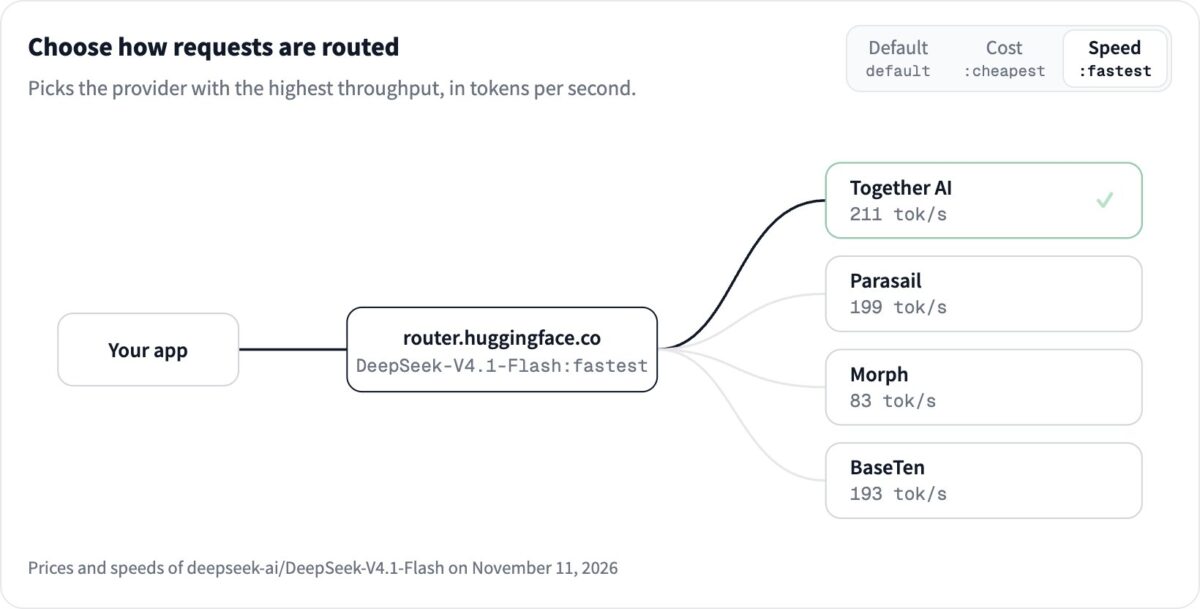 Choose how requests are routed
Picks the provider with the highest throughput, in tokens per second.
Default
default
Cost
:cheapest
Speed
:fastest
Your app
router.huggingface.co
DeepSeek-V4.1-Flash:fastest
Together AI
211 tok/s
Parasail
199 tok/s
Morph
83 tok/s
BaseTen
193 tok/s
Prices and speeds of deepseek-ai/DeepSeek-V4.1-Flash on November 11, 2026